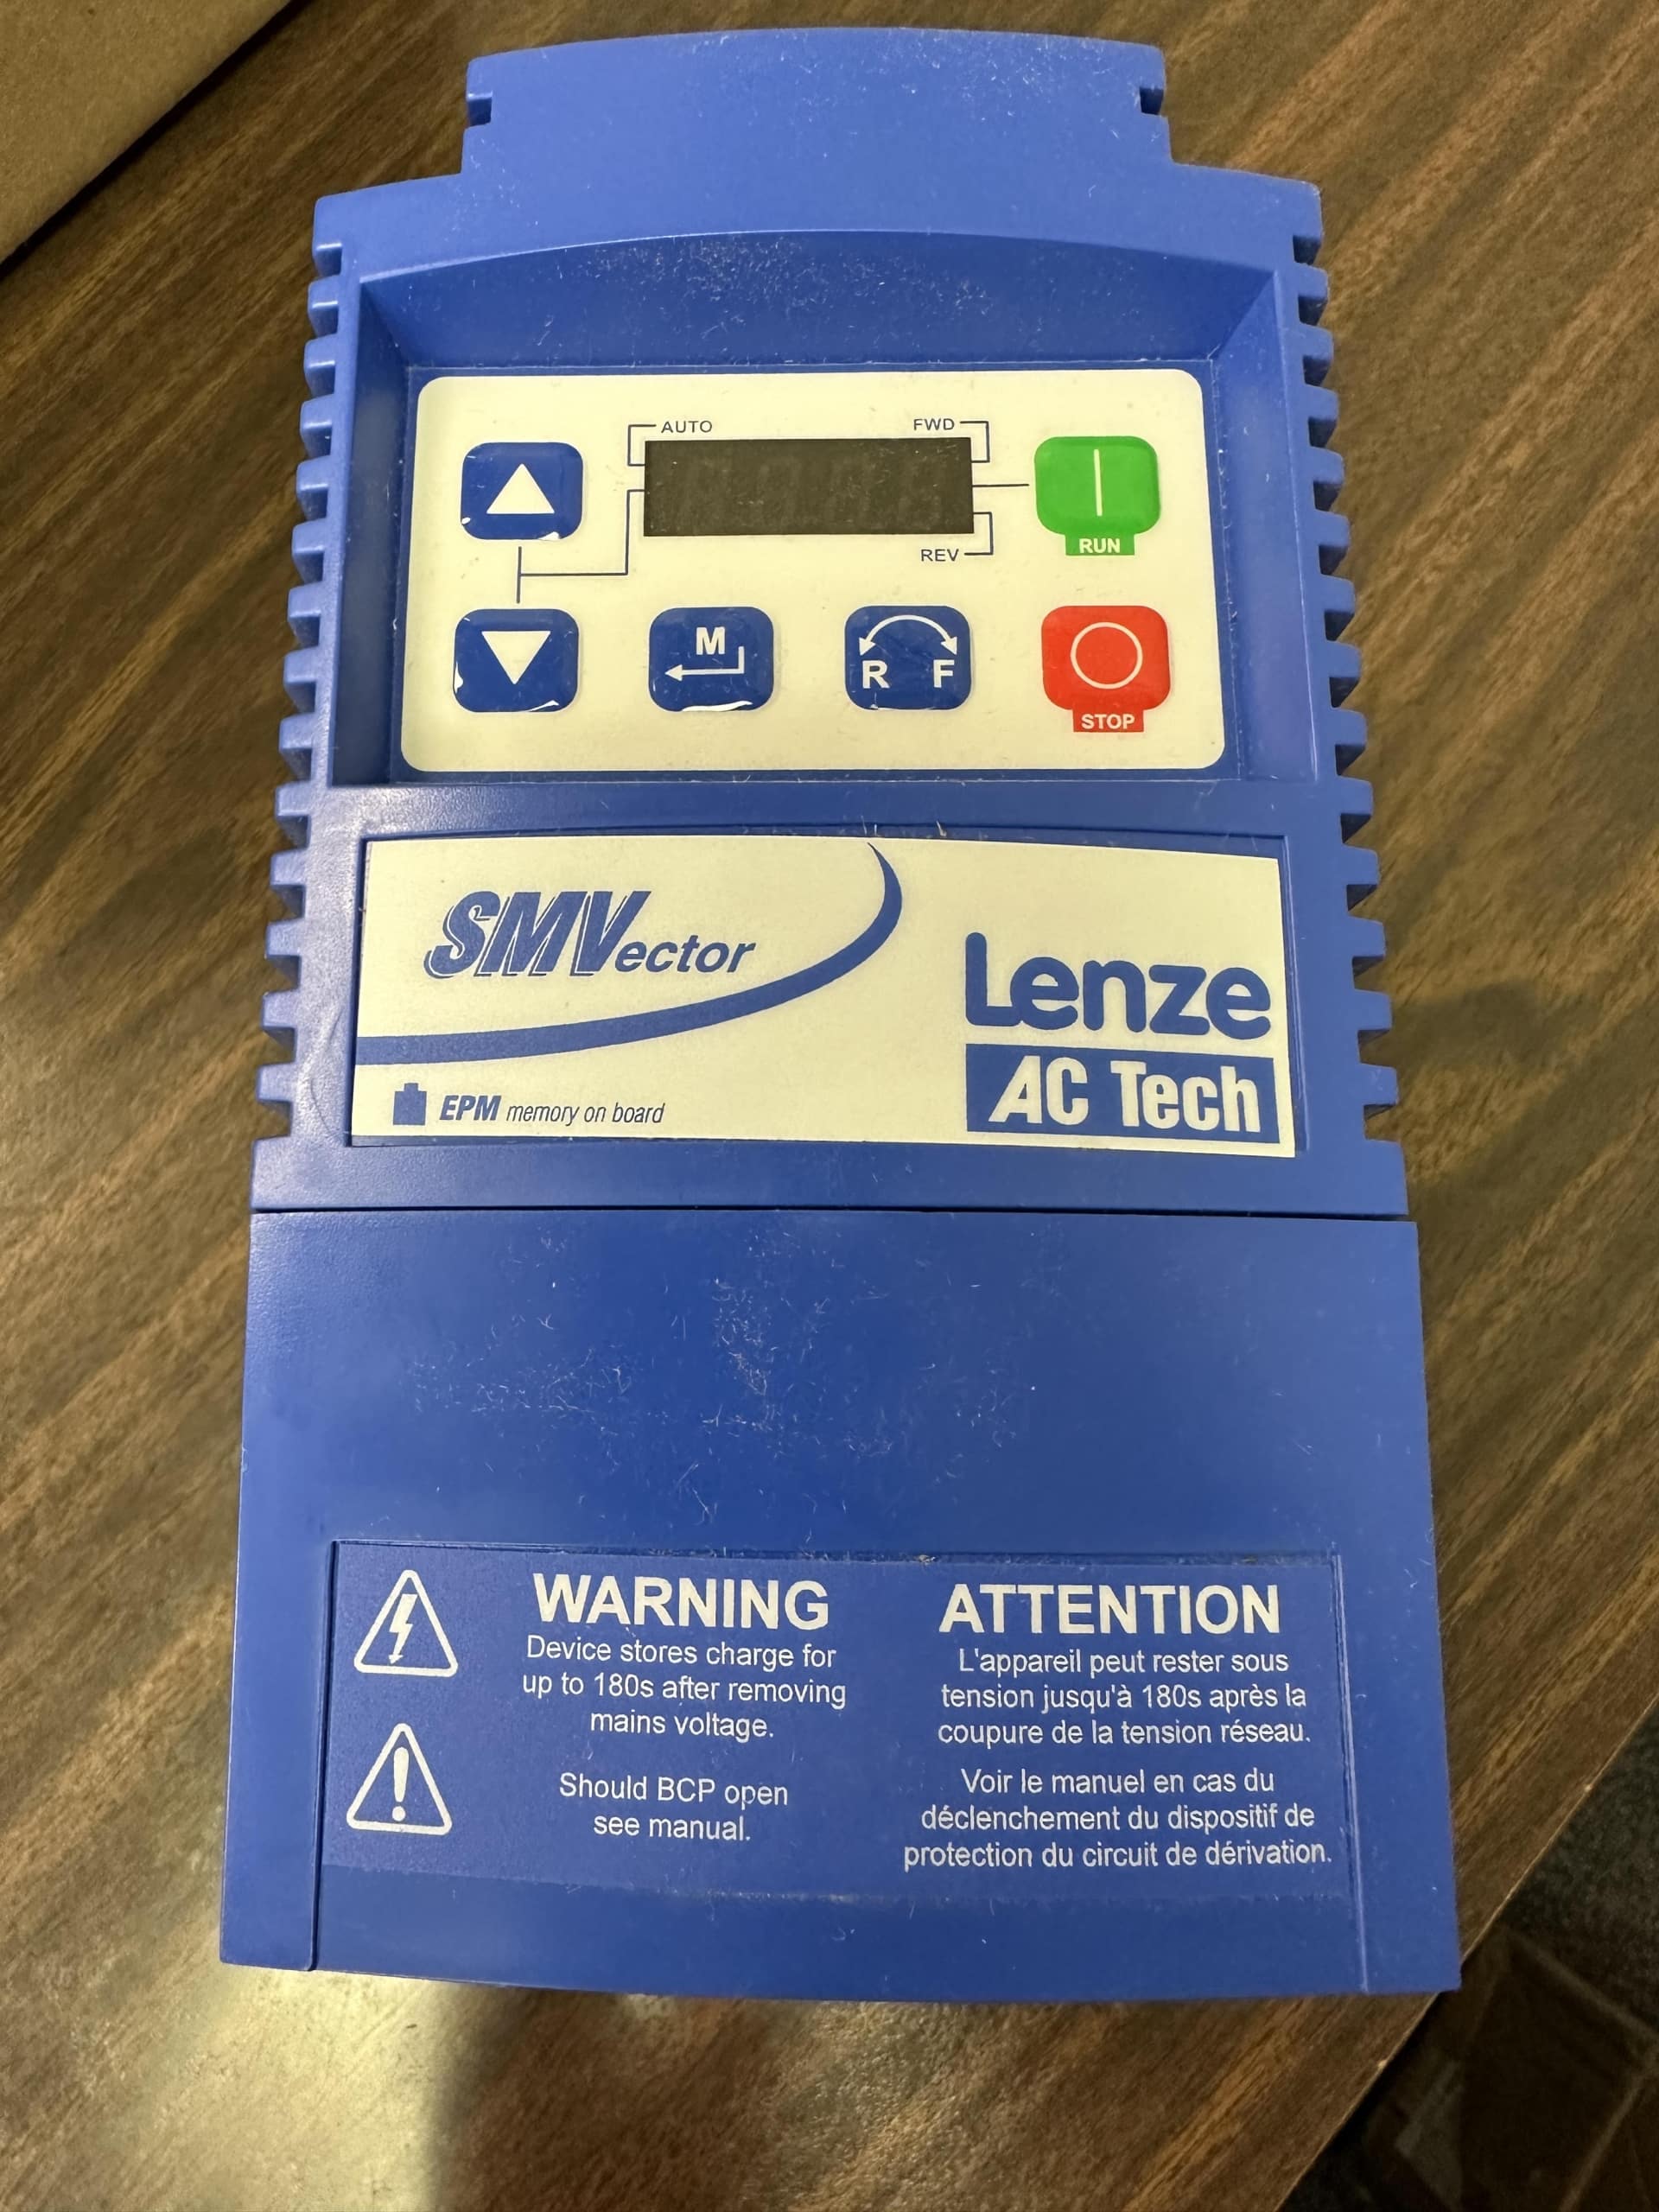 AUTO
FWD
REV
RUN
M
R F
STOP
SMVector
Lenze
AC Tech
EPM memory on board
WARNING
Device stores charge for
up to 180s after removing
mains voltage.
Should BCP open
see manual.
ATTENTION
L'appareil peut rester sous
tension jusqu'à 180s après la
coupure de la tension réseau.
Voir le manuel en cas du
déclenchement du dispositif de
protection du circuit de dérivation.